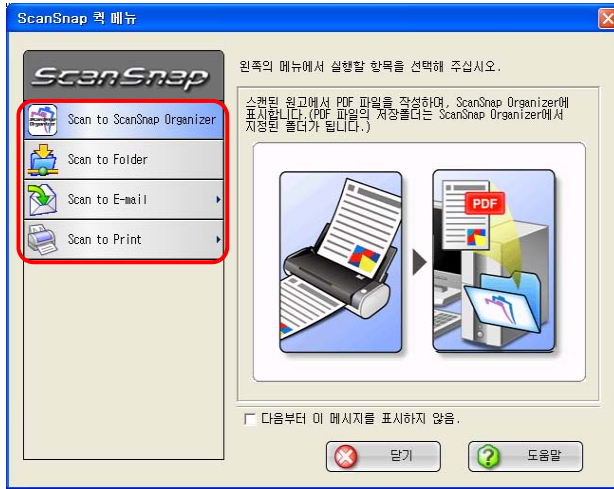 ScanSnap 퀵 메뉴
ScanSnap
Scan to ScanSnap Organizer
Scan to Folder
Scan to E-mail
Scan to Print
왼쪽의 메뉴에서 실행할 항목을 선택해 주십시오.
스캔된 원고에서 PDF 파일을 작성하며, ScanSnap Organizer에
표시합니다.(PDF 파일의 저장폴더는 ScanSnap Organizer에서
지정된 폴더가 됩니다.)
PDF
다음부터 이 메시지를 표시하지 않음.
닫기
도움말